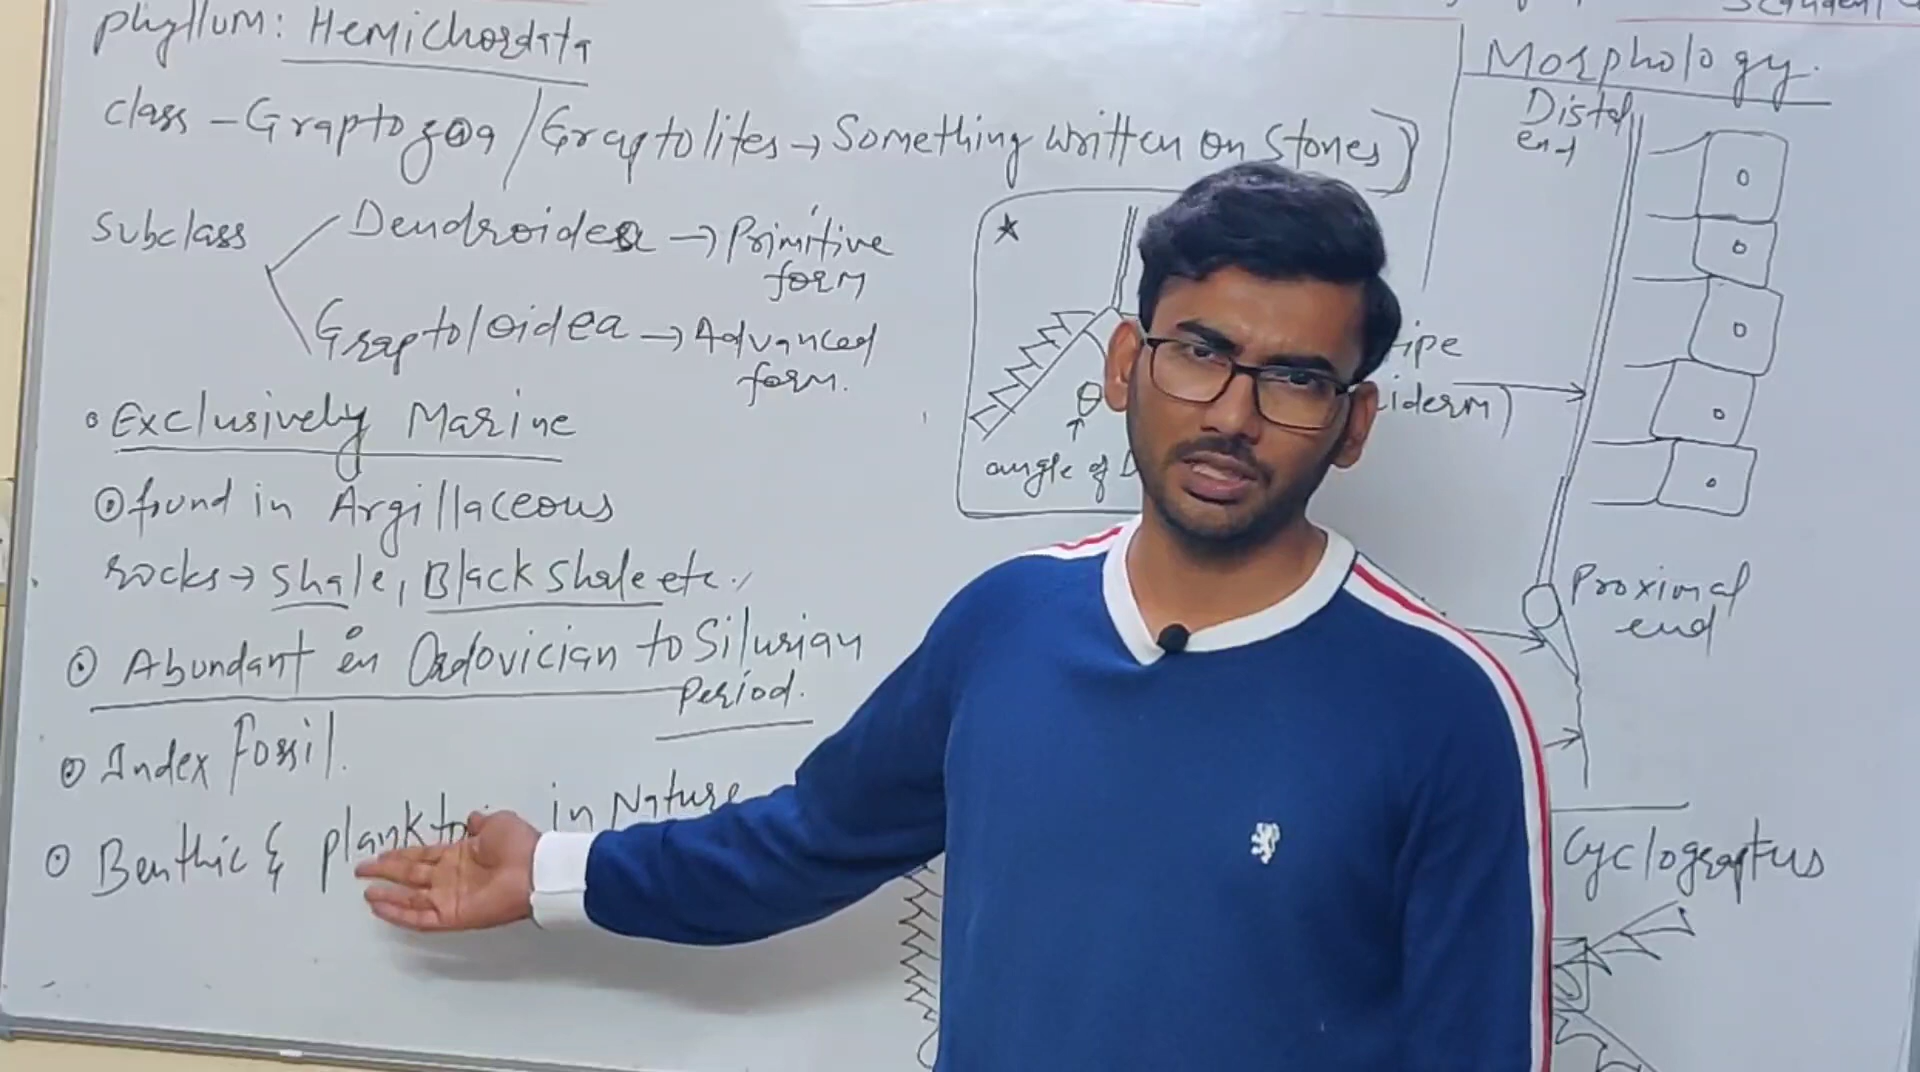 phyllum: Hemichordata
class - Graptozoa / Graptolites → Something written on Stones)
Subclass
Dendroidea → Primitive
form
Graptoloidea → Advanced
form.
Exclusively Marine
found in Argillaceous
rocks → Shale, Black Shale etc.
Abundant in Ordovician to Silurian
Period.
Index Fossil.
Benthic & in Nature
θ
angle of D
Morphology.
Distal
end
ipe
iderm)
Proximal
end
Cyclograptus